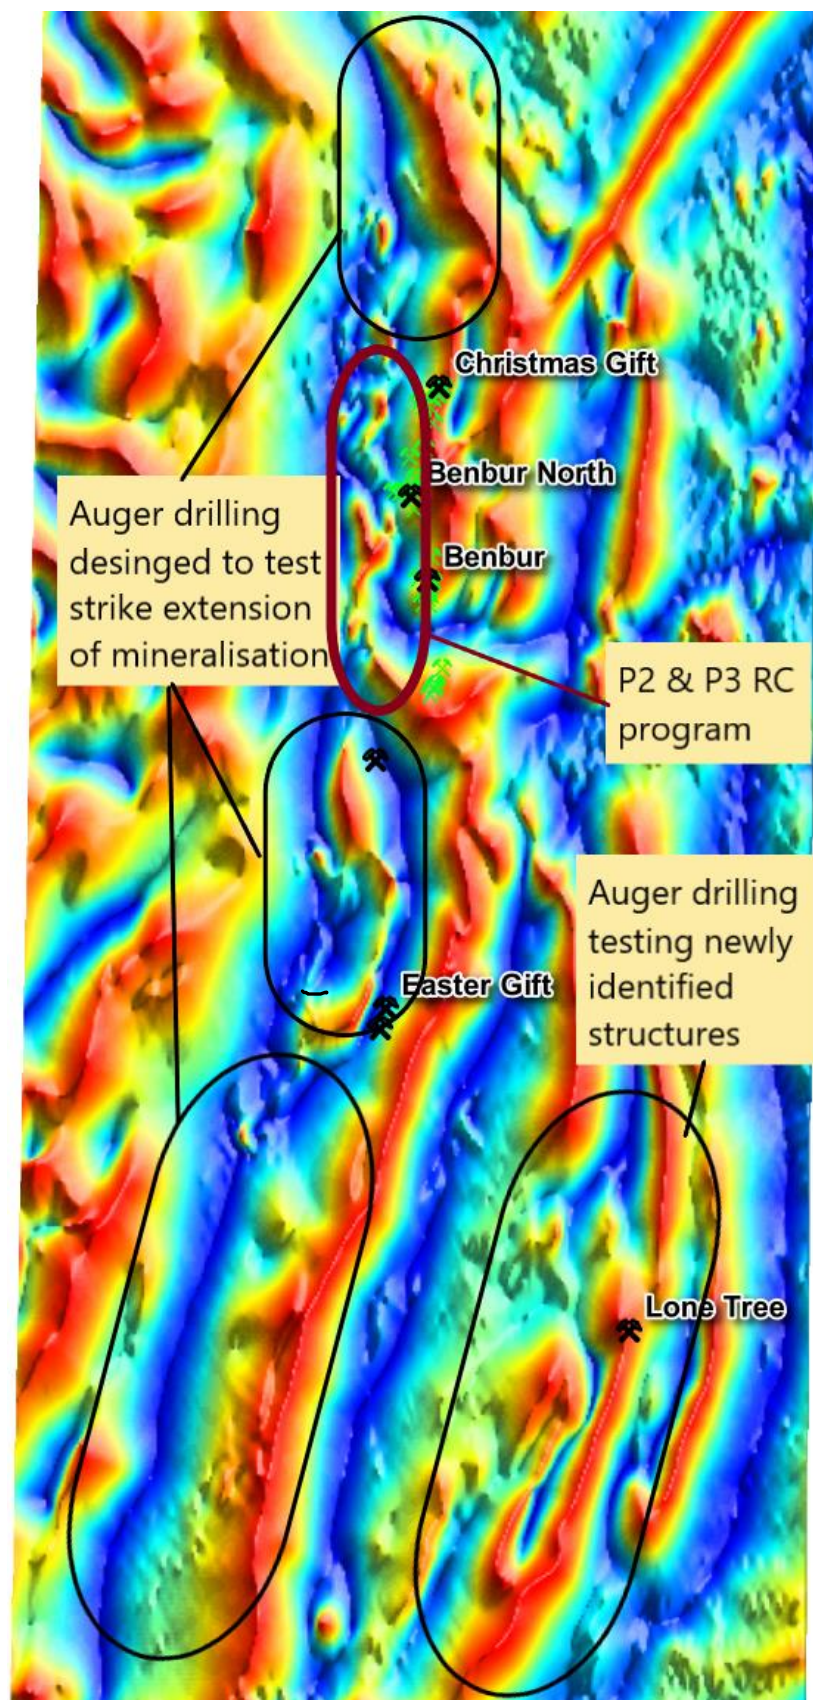 Christmas Gift
Benbur North
Auger drilling
desinged to test
strike extension
of mineralisation
Benbur
P2 & P3 RC
program
Auger drilling
testing newly
identified
structures
Easter Gift
Lone Tree